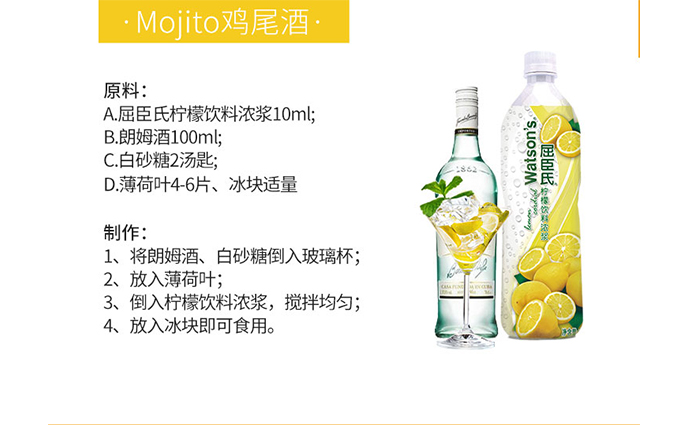 ·Mojito鸡尾酒·
原料：
A.屈臣氏柠檬饮料浓浆10ml;
B.朗姆酒100ml;
C.白砂糖2汤匙;
D.薄荷叶4-6片、冰块适量
制作：
1、将朗姆酒、白砂糖倒入玻璃杯；
2、放入薄荷叶；
3、倒入柠檬饮料浓浆，搅拌均匀；
4、放入冰块即可食用。
1862
Watson's
屈臣氏
lemon cordial
柠檬饮料浓浆